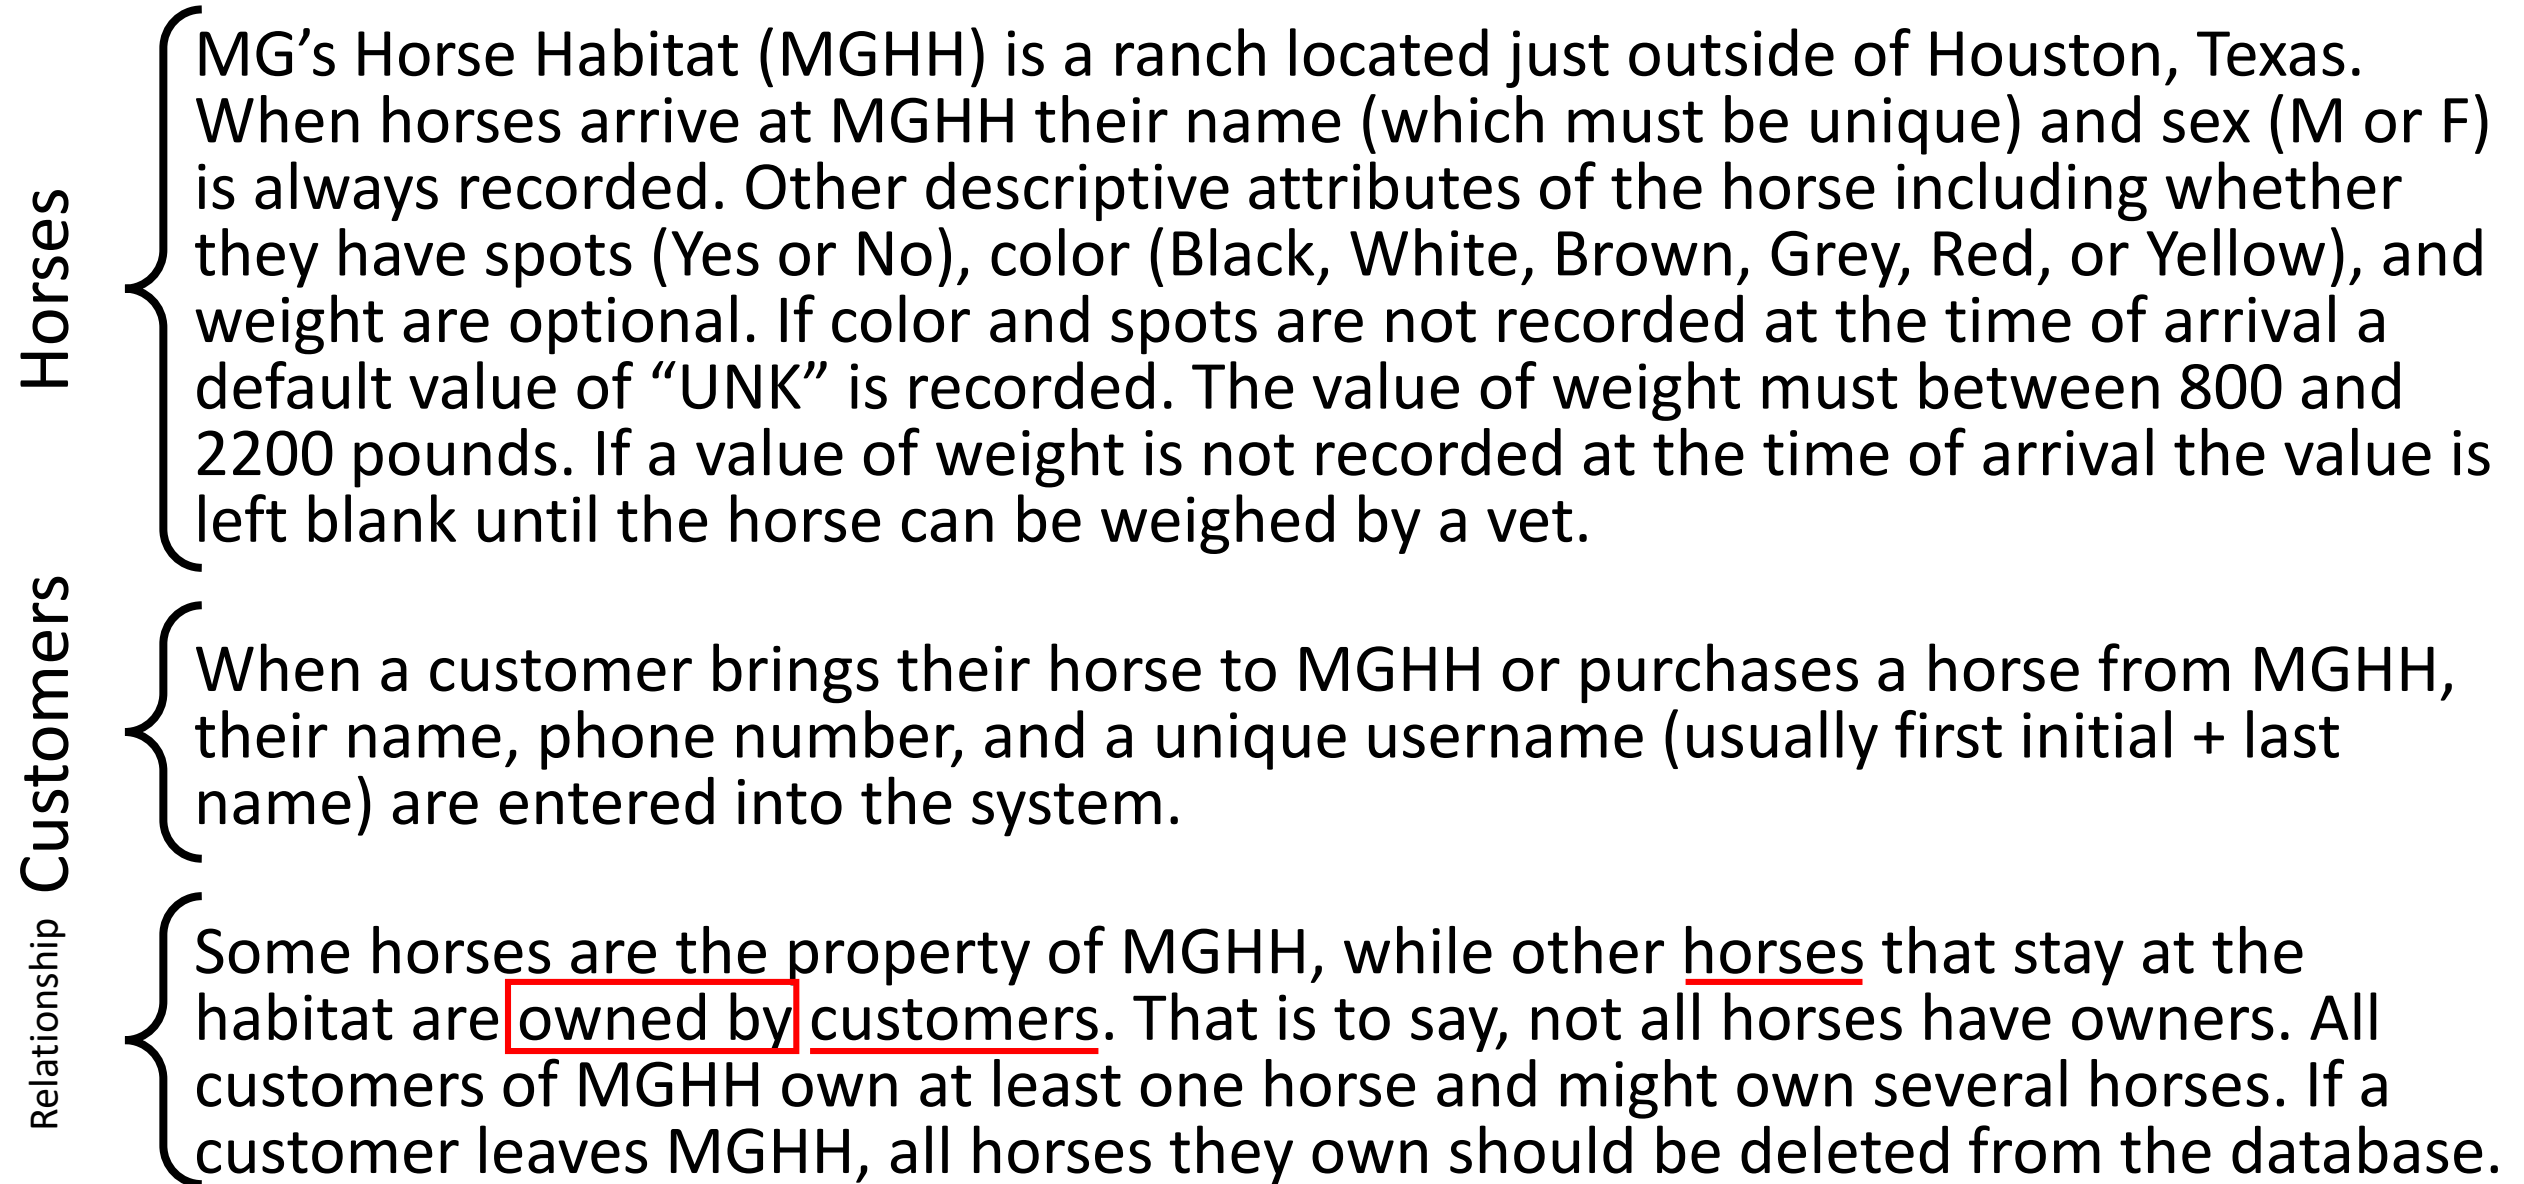 Horses
MG’s Horse Habitat (MGHH) is a ranch located just outside of Houston, Texas.
When horses arrive at MGHH their name (which must be unique) and sex (M or F)
is always recorded. Other descriptive attributes of the horse including whether
they have spots (Yes or No), color (Black, White, Brown, Grey, Red, or Yellow), and
weight are optional. If color and spots are not recorded at the time of arrival a
default value of “UNK” is recorded. The value of weight must between 800 and
2200 pounds. If a value of weight is not recorded at the time of arrival the value is
left blank until the horse can be weighed by a vet.
Customers
When a customer brings their horse to MGHH or purchases a horse from MGHH,
their name, phone number, and a unique username (usually first initial + last
name) are entered into the system.
Relationship
Some horses are the property of MGHH, while other horses that stay at the
habitat are owned by customers. That is to say, not all horses have owners. All
customers of MGHH own at least one horse and might own several horses. If a
customer leaves MGHH, all horses they own should be deleted from the database.